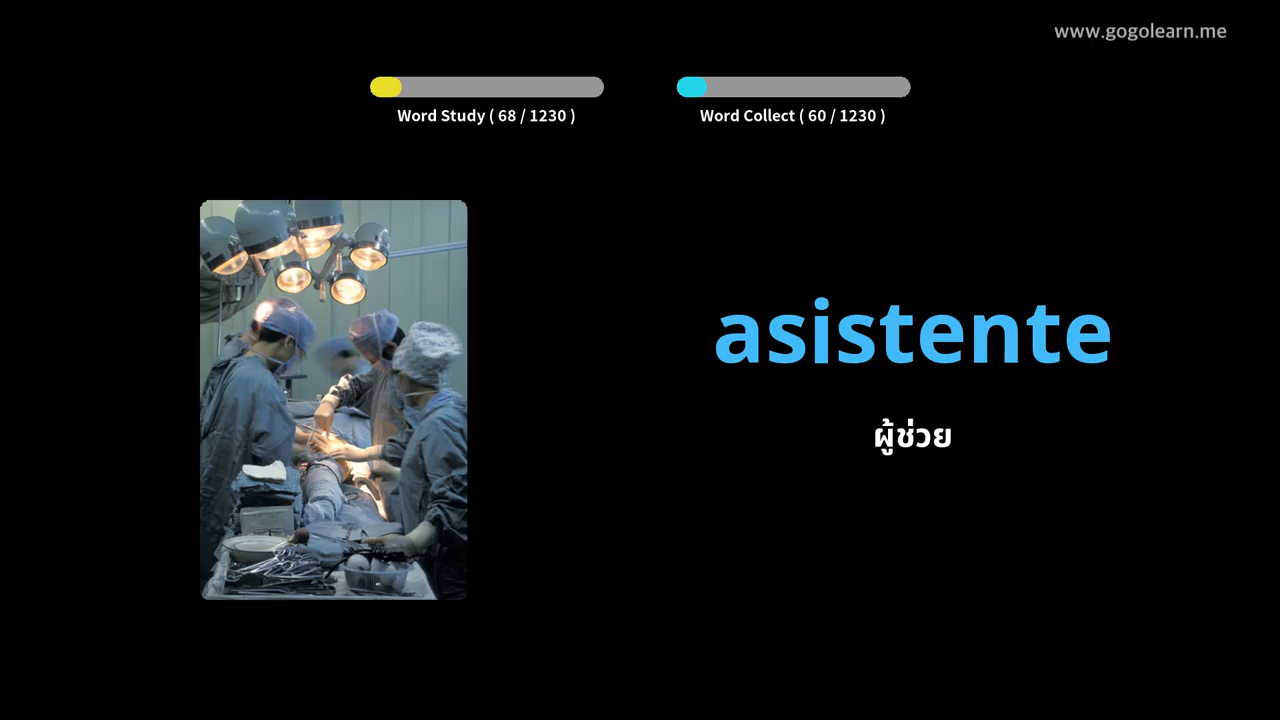 www.gogolearn.me
Word Study ( 68 / 1230 )
Word Collect ( 60 / 1230 )
asistente
ผู้ช่วย